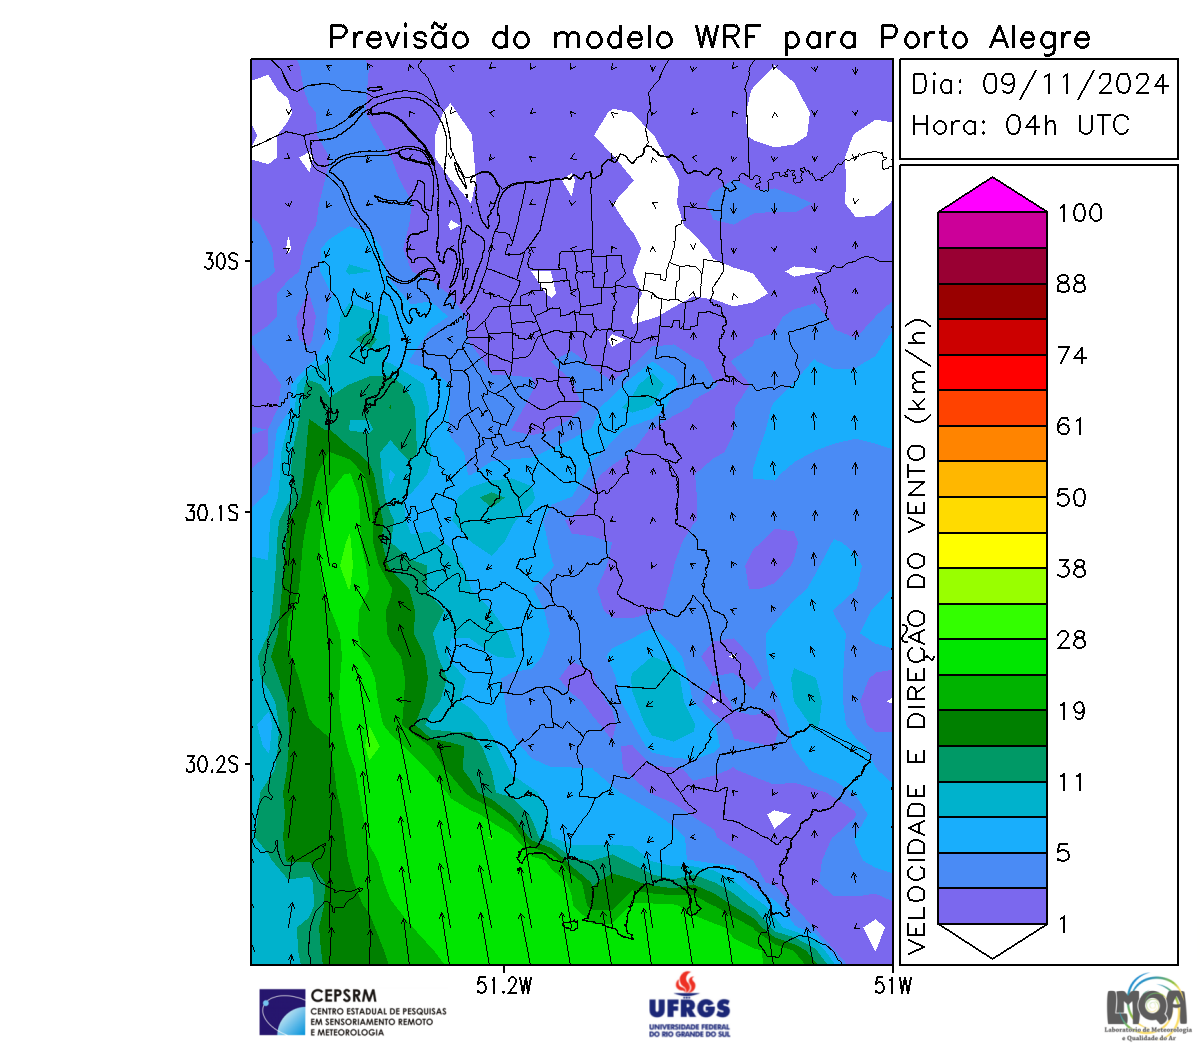 Previsão do modelo WRF para Porto Alegre
Dia: 09/11/2024
Hora: 04h UTC
30S
30.1S
30.2S
51.2W
51W
VELOCIDADE E DIREÇÃO DO VENTO (km/h)
100
88
74
61
50
38
28
19
11
5
1
CEPSRM
CENTRO ESTADUAL DE PESQUISAS
EM SENSORIAMENTO REMOTO
E METEOROLOGIA
UFRGS
UNIVERSIDADE FEDERAL
DO RIO GRANDE DO SUL
LMQA
Laboratório de Meteorologia
e Qualidade do Ar